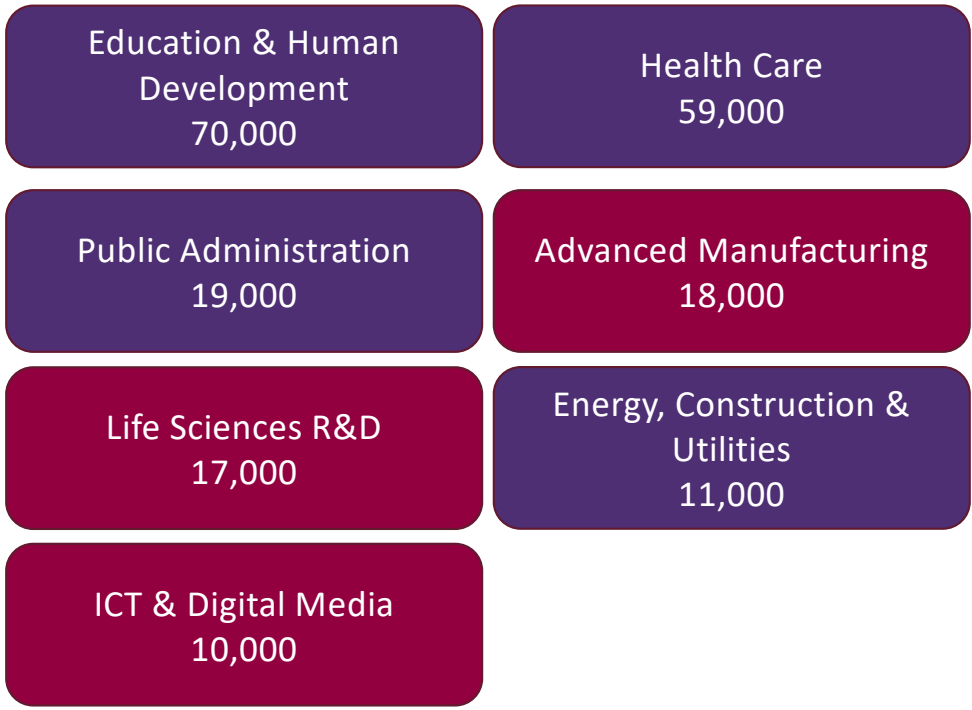 Education & Human
Development
70,000
Health Care
59,000
Public Administration
19,000
Advanced Manufacturing
18,000
Life Sciences R&D
17,000
Energy, Construction &
Utilities
11,000
ICT & Digital Media
10,000